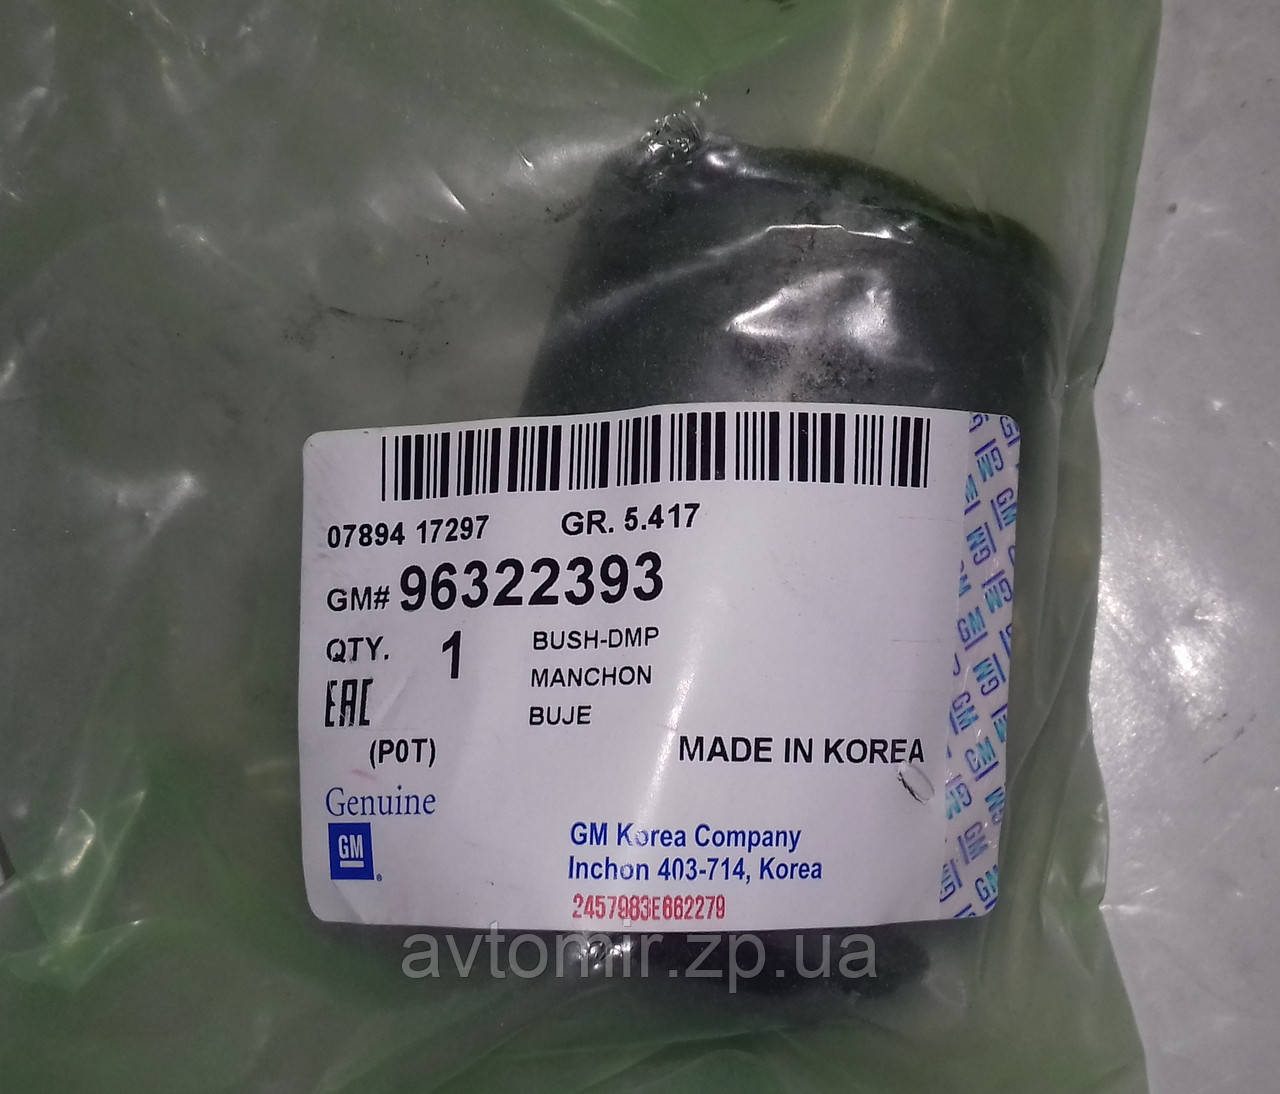 07894 17297 GR. 5.417
GM# 96322393
QTY. 1 BUSH-DMP
MANCHON
EAC BUJE
(P0T) MADE IN KOREA
Genuine
GM
GM Korea Company
Inchon 403-714, Korea
2457983E862279
avtomir.zp.ua